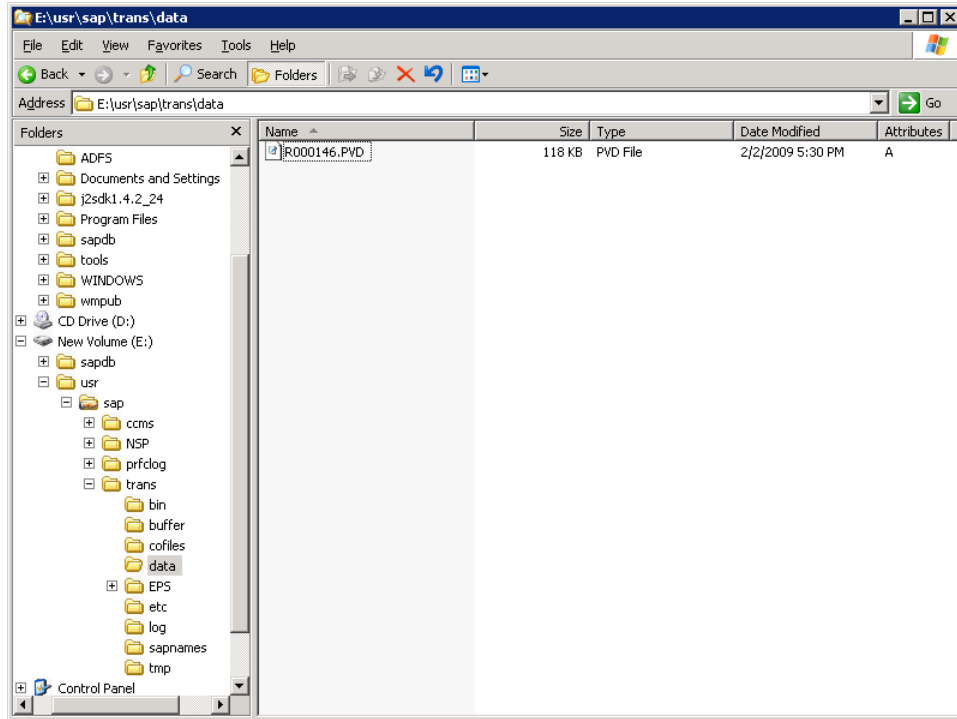 E:\usr\sap\trans\data
File Edit View Favorites Tools Help
Back Search Folders
Address E:\usr\sap\trans\data Go
Folders Name Size Type Date Modified Attributes
R000146.PVD 118 KB PVD File 2/2/2009 5:30 PM A
ADFS
Documents and Settings
j2sdk1.4.2_24
Program Files
sapdb
tools
WINDOWS
wmpub
CD Drive (D:)
New Volume (E:)
sapdb
usr
sap
ccms
NSP
prfclog
trans
bin
buffer
cofiles
data
EPS
etc
log
sapnames
tmp
Control Panel